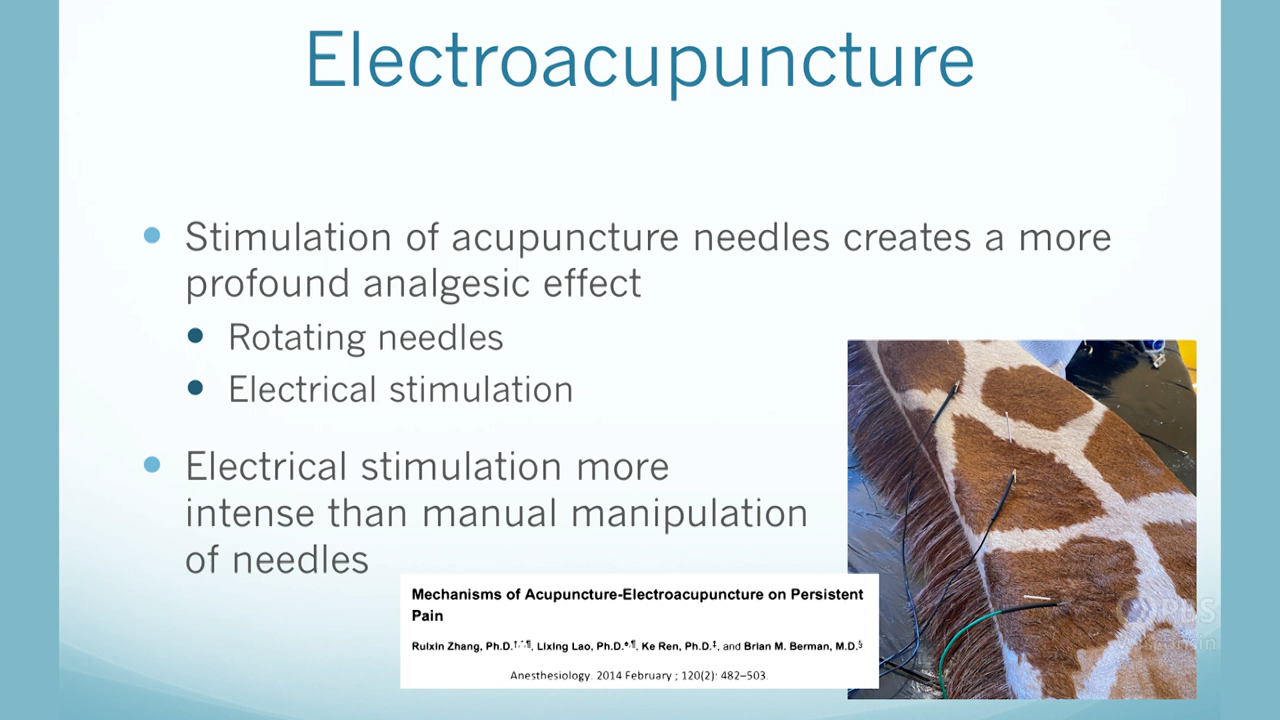 Electroacupuncture
Stimulation of acupuncture needles creates a more
profound analgesic effect
Rotating needles
Electrical stimulation
Electrical stimulation more
intense than manual manipulation
of needles
Mechanisms of Acupuncture-Electroacupuncture on Persistent
Pain
Ruixin Zhang, Ph.D., Lixing Lao, Ph.D., Ke Ren, Ph.D.‡, and Brian M. Berman, M.D.§
Anesthesiology. 2014 February ; 120(2): 482–503.
PBS
Wisconsin